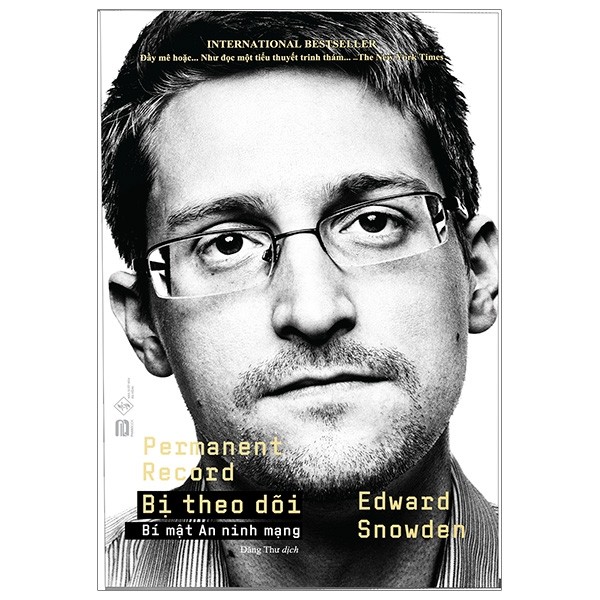 INTERNATIONAL BESTSELLER
Đầy mê hoặc... Như đọc một tiểu thuyết trinh thám... ..The New York Times..
Permanent
Record
Bị theo dõi
Bí mật An ninh mạng
Đăng Thư dịch
Edward
Snowden